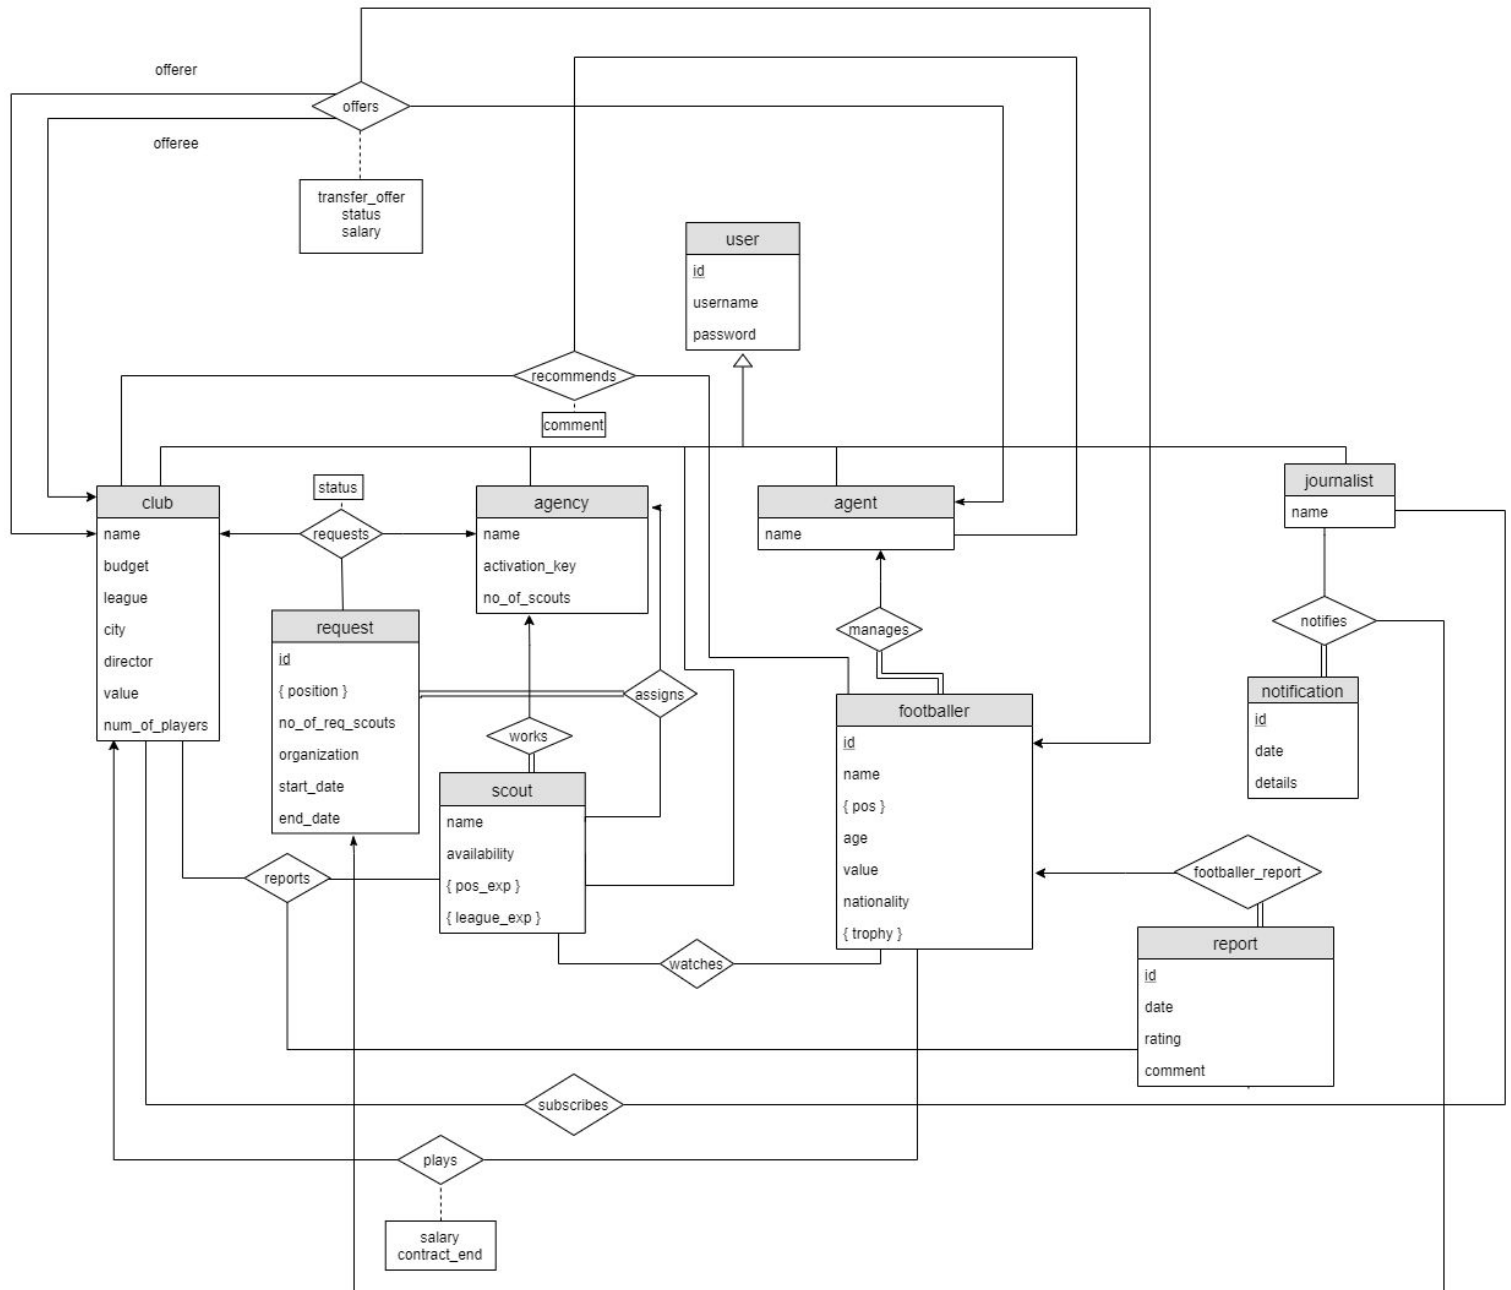 offerer
offers
offeree
transfer_offer
status
salary
user
id
username
password
recommends
comment
club
name
budget
league
city
director
value
num_of_players
status
requests
agency
name
activation_key
no_of_scouts
agent
name
journalist
name
request
id
{ position }
no_of_req_scouts
organization
start_date
end_date
manages
notifies
assigns
works
notification
id
date
details
footballer
id
name
{ pos }
age
value
nationality
{ trophy }
scout
name
availability
{ pos_exp }
{ league_exp }
reports
footballer_report
watches
report
id
date
rating
comment
subscribes
plays
salary
contract_end